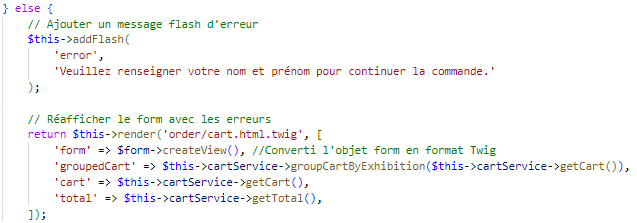 } else {
    // Ajouter un message flash d'erreur
    $this->addFlash(
        'error',
        'Veuillez renseigner votre nom et prénom pour continuer la commande.'
    );

    // Réafficher le form avec les erreurs
    return $this->render('order/cart.html.twig', [
        'form' => $form->createView(), //Converti l'objet form en format Twig
        'groupedCart' => $this->cartService->groupCartByExhibition($this->cartService->getCart()),
        'cart' => $this->cartService->getCart(),
        'total' => $this->cartService->getTotal(),
    ]);